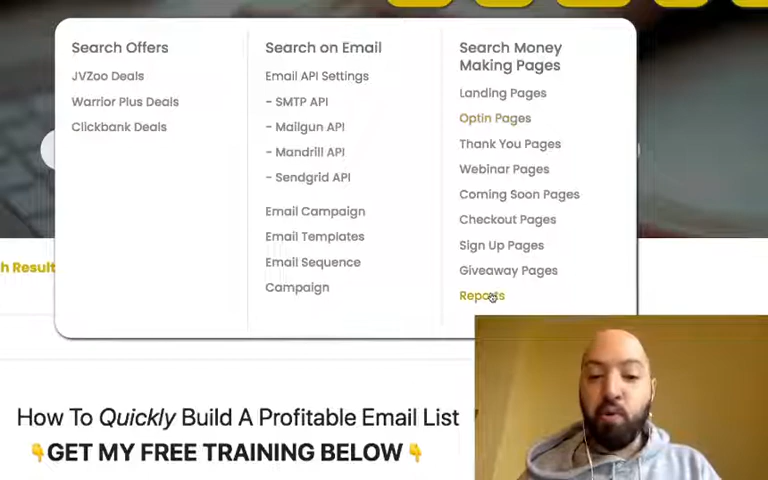 Search Offers
JVZoo Deals
Warrior Plus Deals
Clickbank Deals
Search on Email
Email API Settings
- SMTP API
- Mailgun API
- Mandrill API
- Sendgrid API
Email Campaign
Email Templates
Email Sequence
Campaign
Search Money
Making Pages
Landing Pages
Optin Pages
Thank You Pages
Webinar Pages
Coming Soon Pages
Checkout Pages
Sign Up Pages
Giveaway Pages
Reports
h Result
How To Quickly Build A Profitable Email List
👇GET MY FREE TRAINING BELOW👇